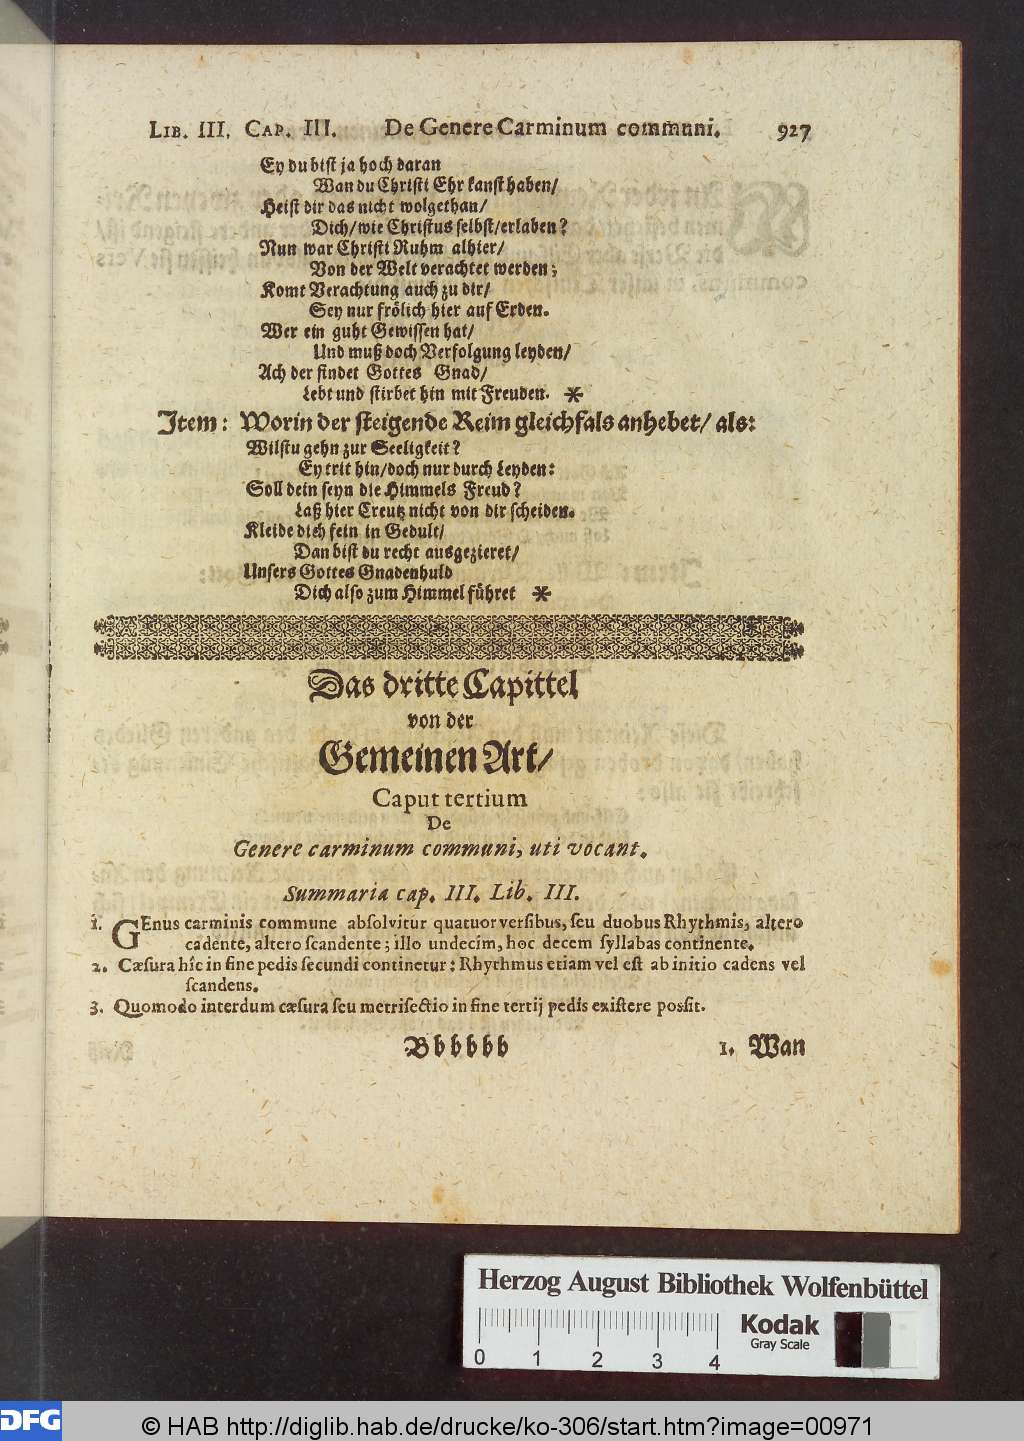 LIB. III. CAP. III. De Genere Carminum communi. 927
Ey du bist ja hoch daran
Wan du Christi Ehr kanst haben/
Heist dir das nicht wolgethan/
Dich/wie Christus selbst/erlaben?
Nun war Christi Ruhm alhier/
Von der Welt verachtet werden;
Komt Verachtung auch zu dir/
Sey nur frölich hier auf Erden.
Wer ein guht Gewissen hat/
Und muß doch Verfolgung leyden/
Ach der findet Gottes Gnad/
Lebt und stirbet hin mit Freuden. *
Item: Worin der steigende Reim gleichfals anhebet/ als:
Wilstu gehn zur Seeligkeit?
Ey trit hin/doch nur durch Leyden:
Soll dein seyn die Himmels Freud?
Laß hier Creutz nicht von dir scheiden.
Kleide dich fein in Gedult/
Dan bist du recht ausgezieret/
Unsers Gottes Gnadenhuld
Dich also zum Himmel führet *
Das dritte Capittel
von der
Gemeinen Art/
Caput tertium
De
Genere carminum communi, uti vocant.
Summaria cap. III. Lib. III.
1. GEnus carminis commune absolvitur quatuor versibus, seu duobus Rhythmis, altero
cadente, altero scandente; illo undecim, hoc decem syllabas continente.
2. Cæsura hîc in fine pedis secundi continetur: Rhythmus etiam vel est ab initio cadens vel
scandens.
3. Quomodo interdum cæsura seu metrisectio in fine tertij pedis existere possit.
Bbbbbb 1. Wan
Herzog August Bibliothek Wolfenbüttel
0 1 2 3 4
Kodak
Gray Scale
DFG © HAB http://diglib.hab.de/drucke/ko-306/start.htm?image=00971